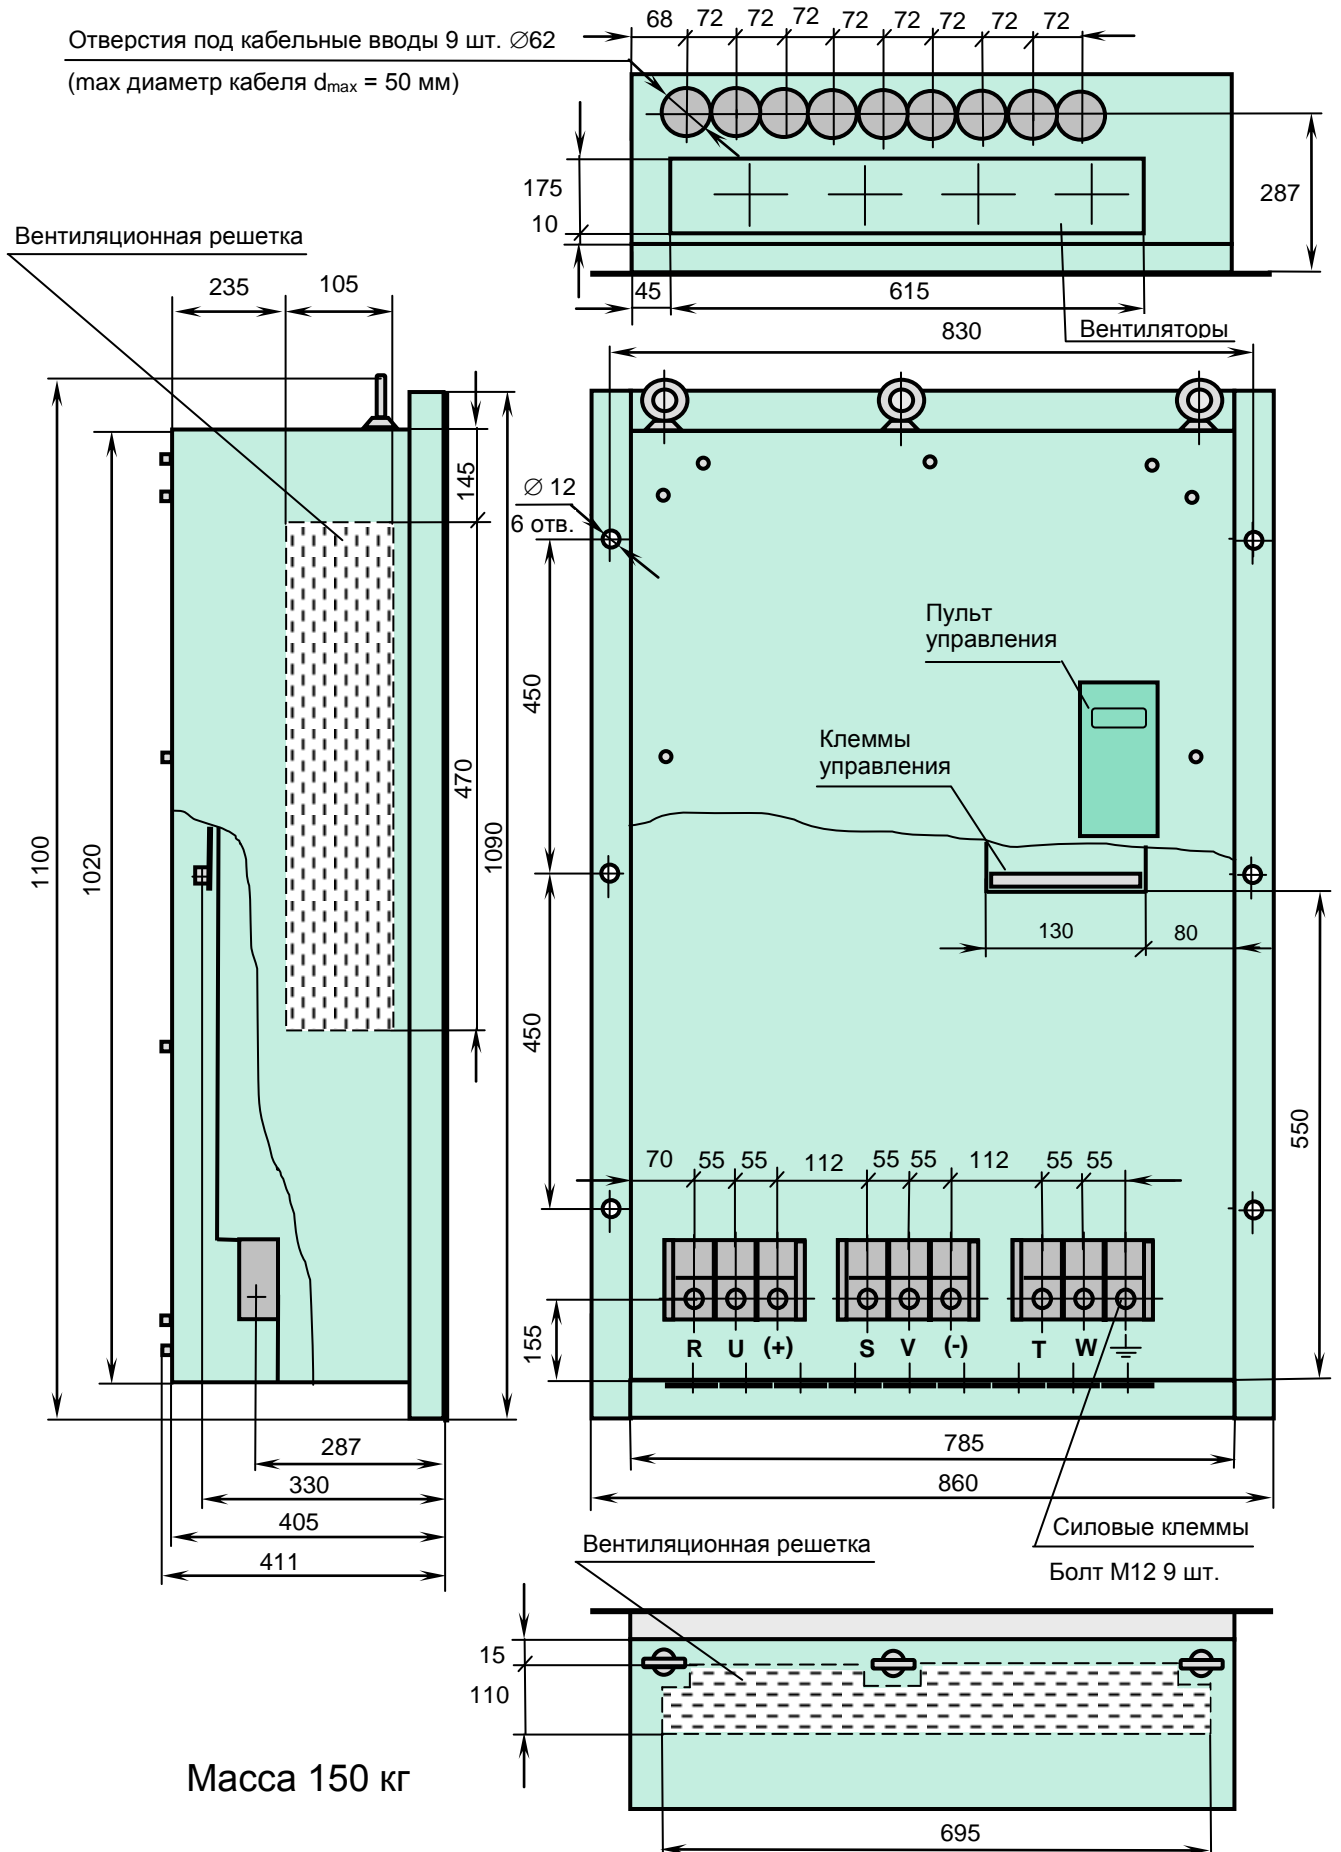 68 72 72 72 72 72 72 72 72
Отверстия под кабельные вводы 9 шт. ∅62
(max диаметр кабеля dmax = 50 мм)
175
10
287
Вентиляционная решетка
235 105
45 615
Вентиляторы
830
145
∅ 12
6 отв.
Пульт
управления
450
Клеммы
управления
470
1100
1020
1090
130 80
450
550
70 55 55 112 55 55 112 55 55
155
R U (+) S V (-) T W
287
785
330
860
405
Силовые клеммы
411
Вентиляционная решетка
Болт М12 9 шт.
15
110
Масса 150 кг
695